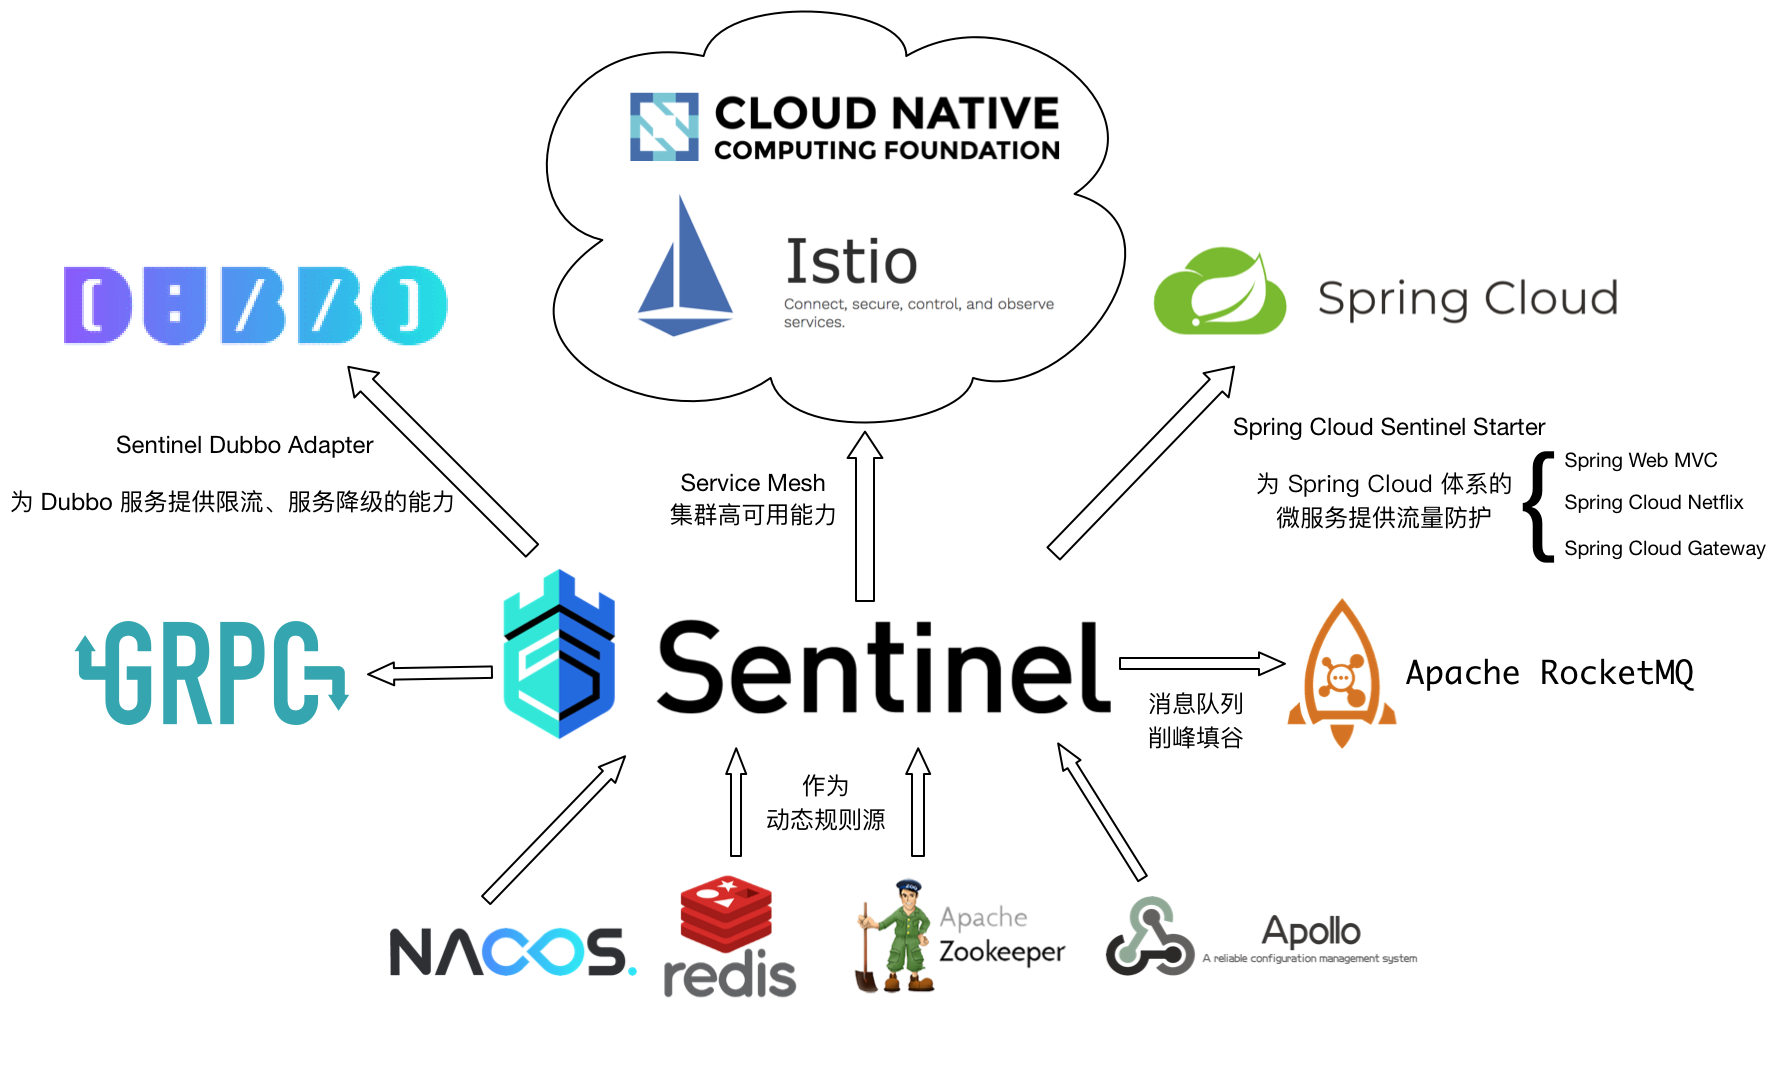 CLOUD NATIVE
COMPUTING FOUNDATION
Istio
Connect, secure, control, and observe
services.
DUBBO
Spring Cloud
Sentinel Dubbo Adapter
为 Dubbo 服务提供限流、服务降级的能力
Service Mesh
集群高可用能力
Spring Cloud Sentinel Starter
为 Spring Cloud 体系的
微服务提供流量防护
Spring Web MVC
Spring Cloud Netflix
Spring Cloud Gateway
GRPC
Sentinel
Apache RocketMQ
消息队列
削峰填谷
作为
动态规则源
NACOS.
redis
Apache
Zookeeper
Apollo
A reliable configuration management system